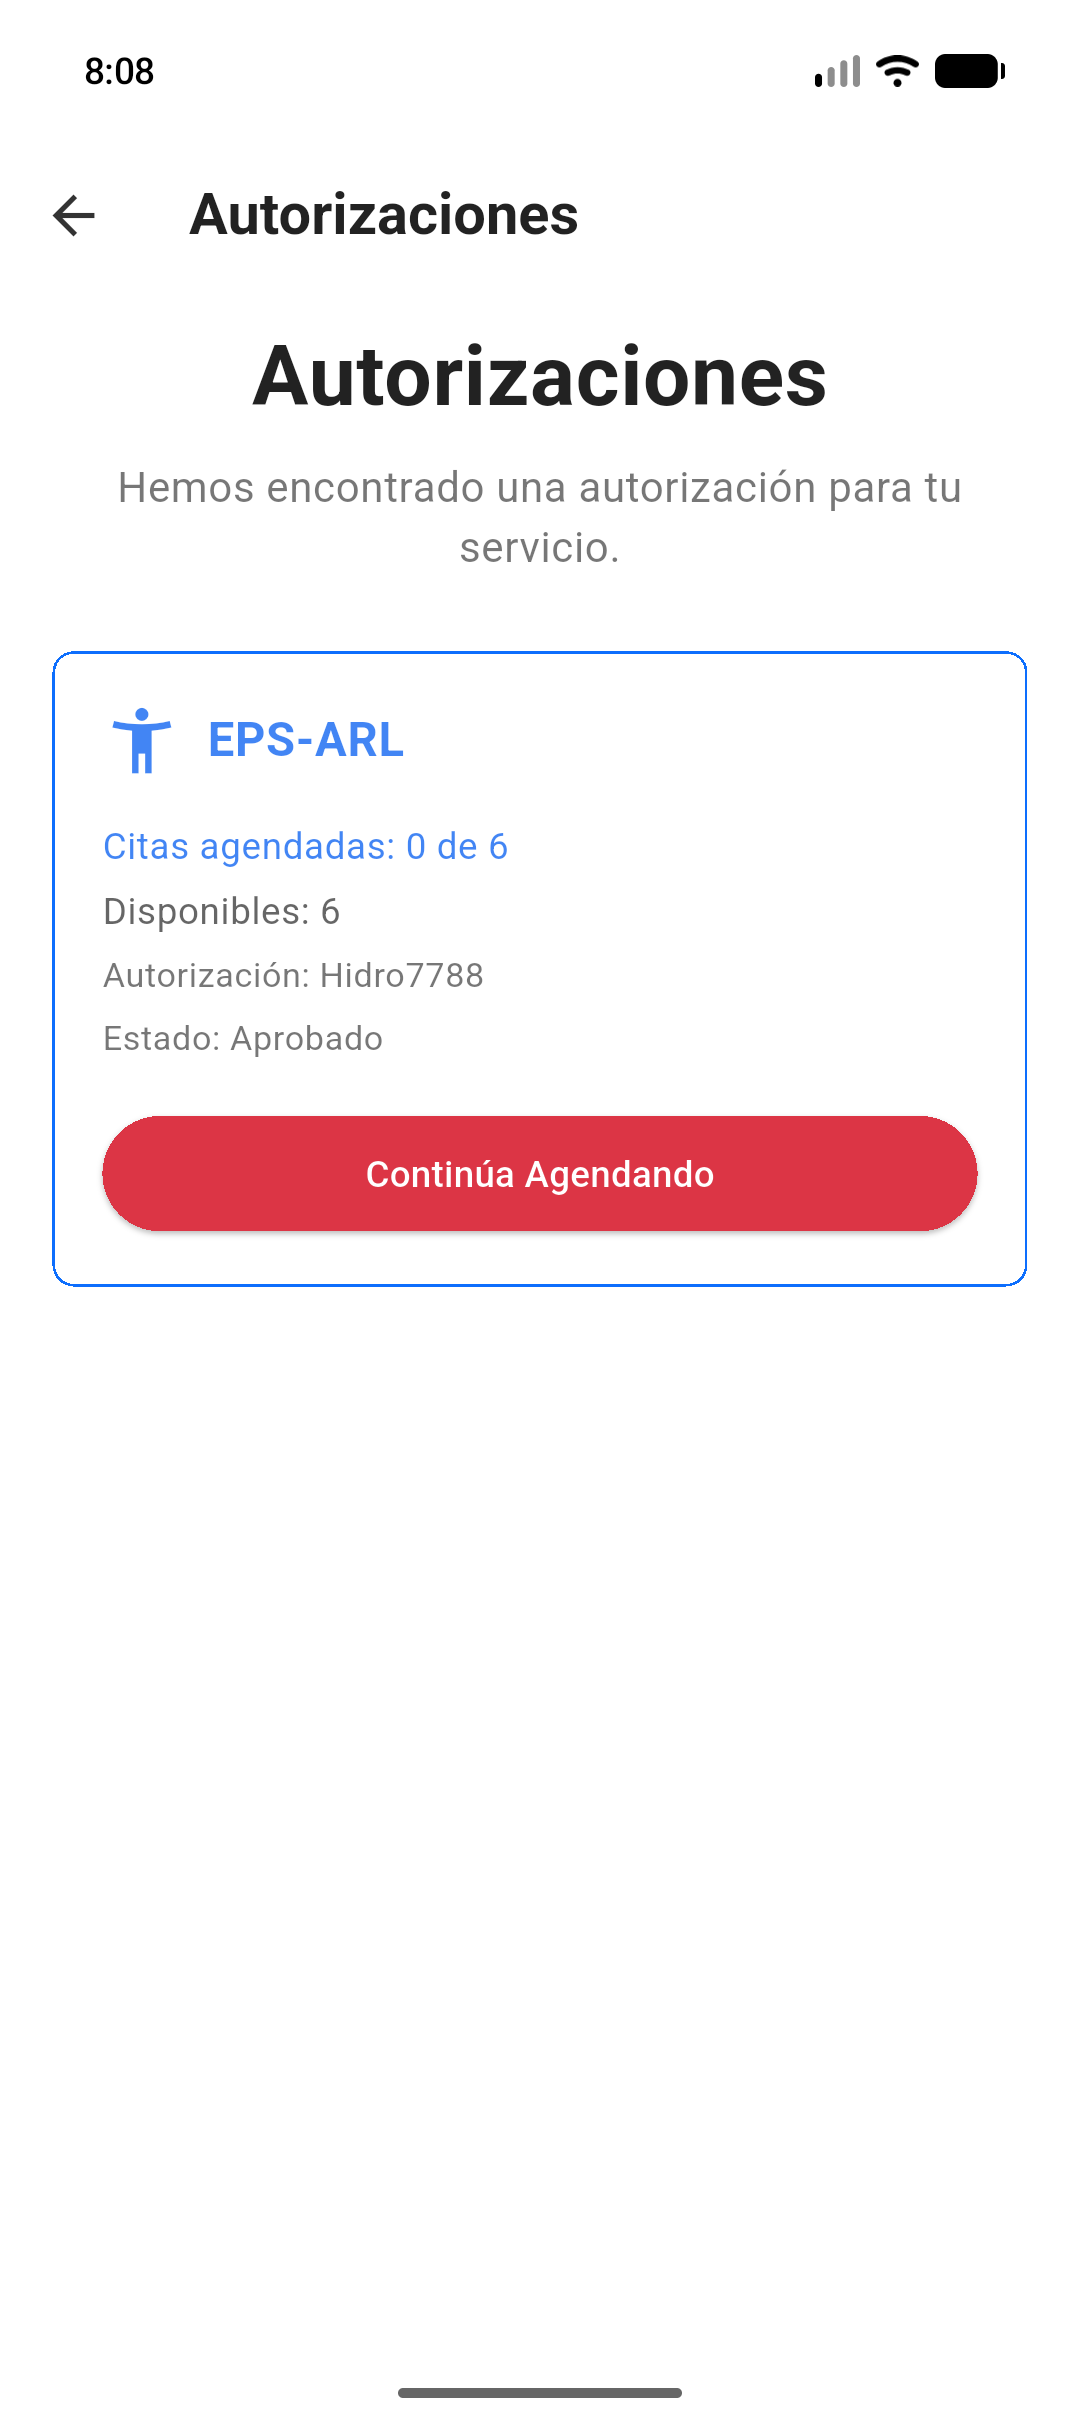 8:08
Autorizaciones
Autorizaciones
Hemos encontrado una autorización para tu
servicio.
EPS-ARL
Citas agendadas: 0 de 6
Disponibles: 6
Autorización: Hidro7788
Estado: Aprobado
Continúa Agendando